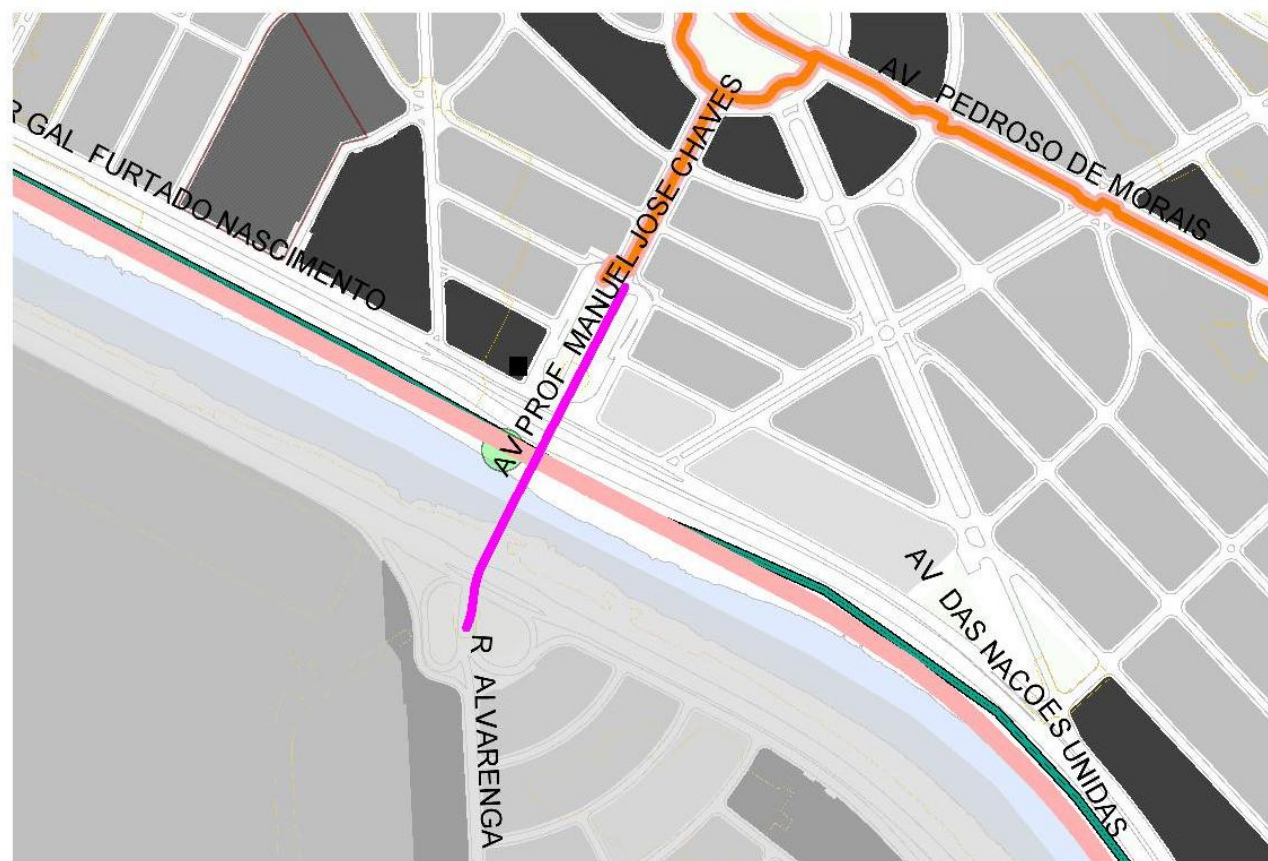 AV PEDROSO DE MORAIS
R GAL FURTADO NASCIMENTO
AV PROF MANUEL JOSE CHAVES
AV DAS NACOES UNIDAS
R ALVARENGA